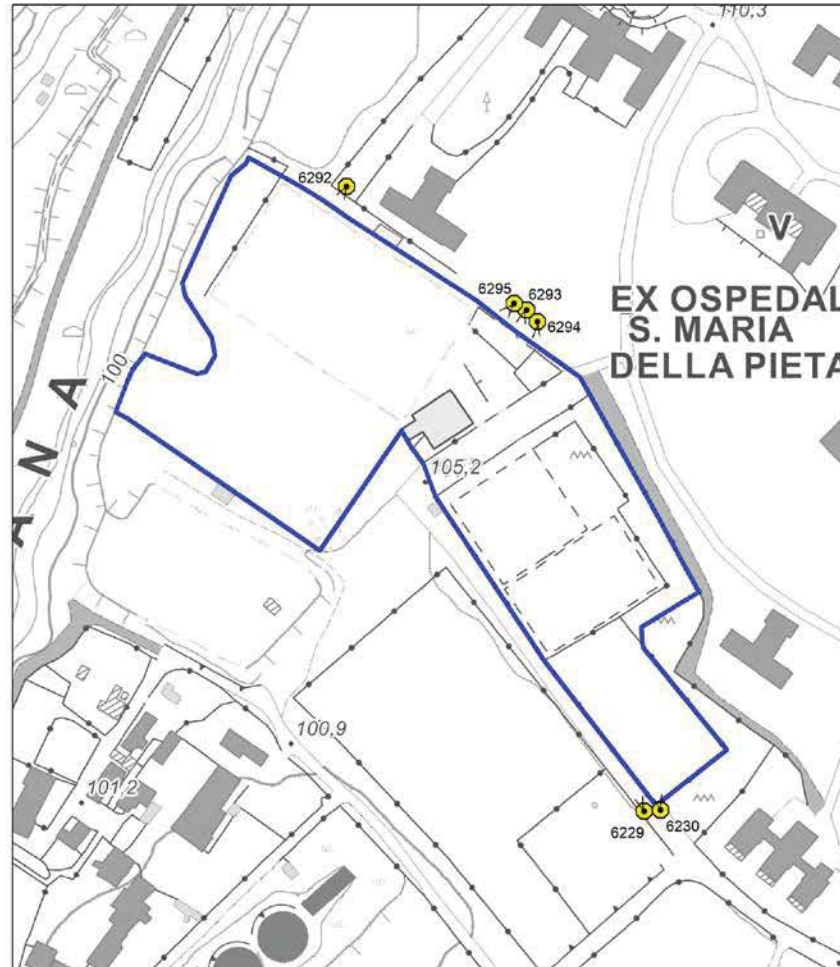 110,3
6292
V
6295
6293
6294
EX OSPEDAL
S. MARIA
DELLA PIETA
100
ANA
105,2
100,9
101,2
6229
6230